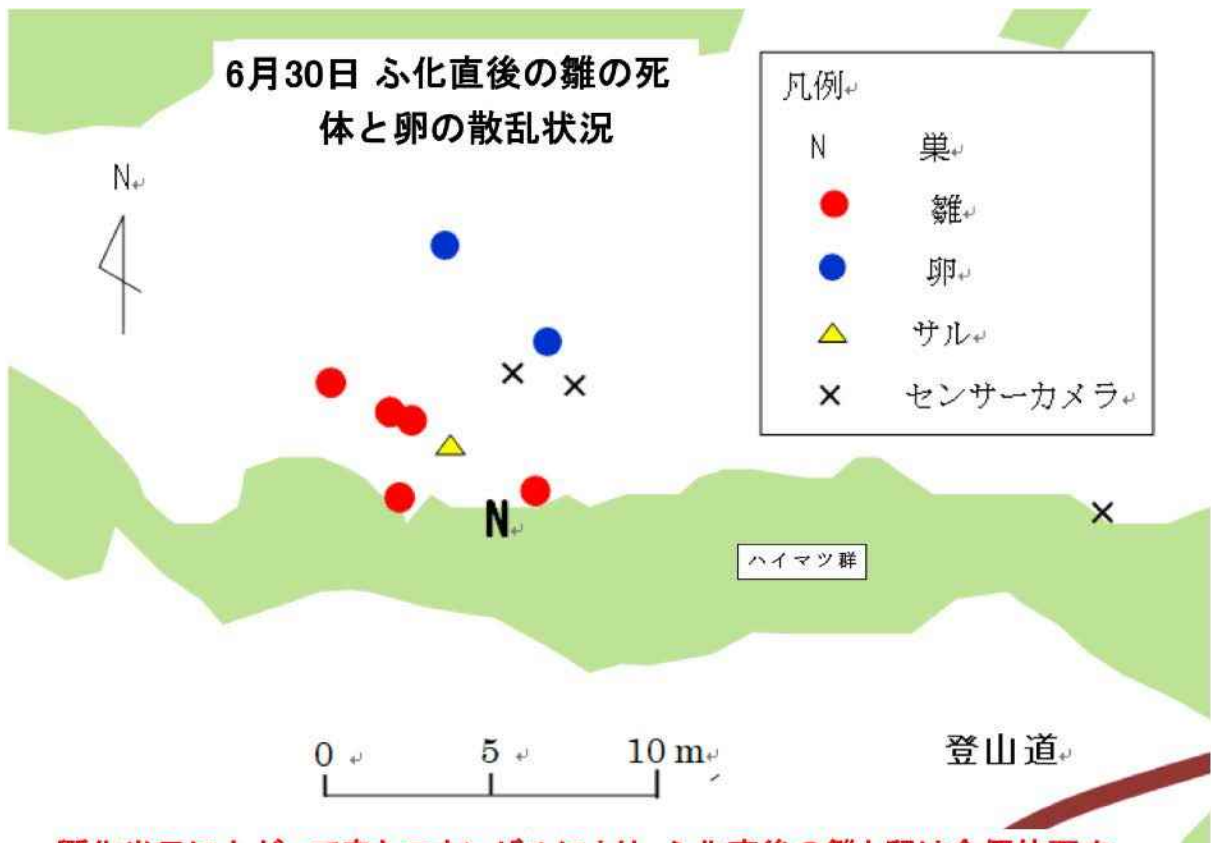 6月30日 ふ化直後の雛の死
体と卵の散乱状況
凡例
N 巣
雛
卵
サル
センサーカメラ
N
N
ハイマツ群
0 5 10 m
登山道